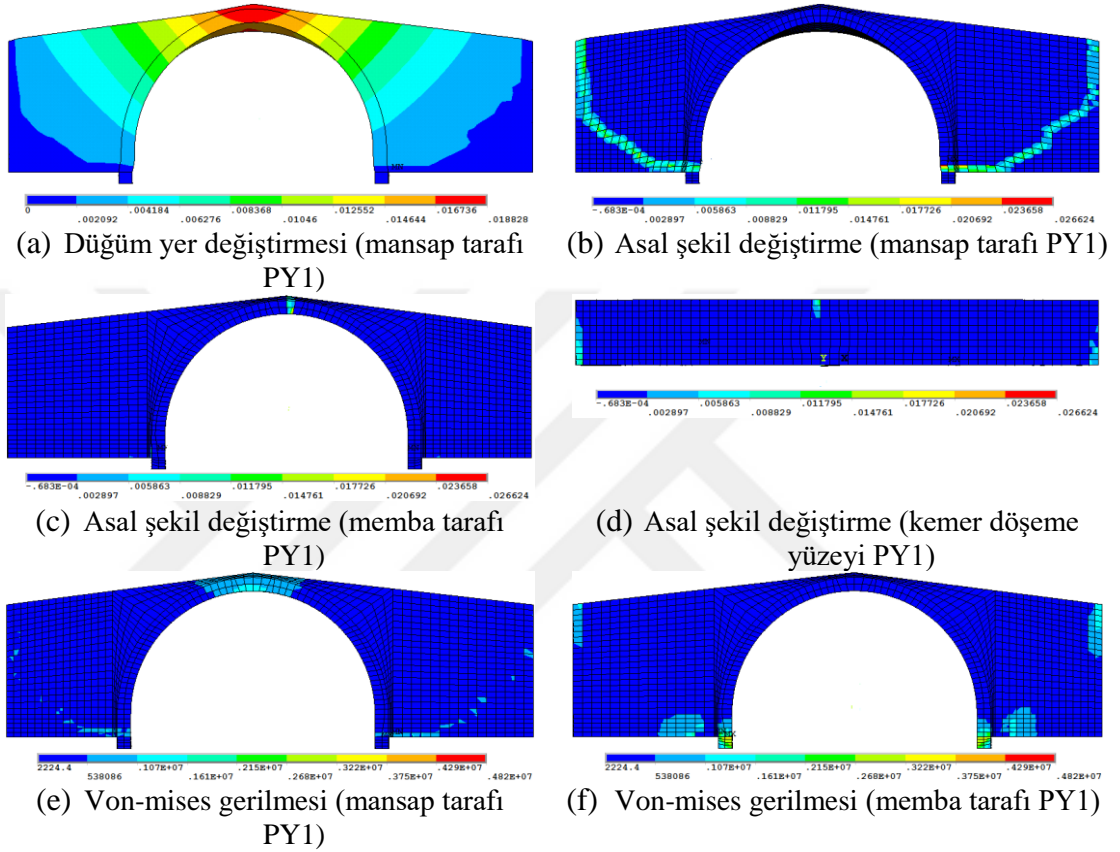 0 .004184 .008368 .012552 .016736
.002092 .006276 .01046 .014644 .018828
-.683E-04 .005863 .011795 .017726 .023658
.002897 .008829 .014761 .020692 .026624
(a) Düğüm yer değiştirmesi (mansap tarafı
PY1)
(b) Asal şekil değiştirme (mansap tarafı PY1)
Y X
-.683E-04 .005863 .011795 .017726 .023658
.002897 .008829 .014761 .020692 .026624
-.683E-04 .005863 .011795 .017726 .023658
.002897 .008829 .014761 .020692 .026624
(c) Asal şekil değiştirme (memba tarafı
PY1)
(d) Asal şekil değiştirme (kemer döşeme
yüzeyi PY1)
2224.4 .107E+07 .215E+07 .322E+07 .429E+07
538086 .161E+07 .268E+07 .375E+07 .482E+07
2224.4 .107E+07 .215E+07 .322E+07 .429E+07
538086 .161E+07 .268E+07 .375E+07 .482E+07
(e) Von-mises gerilmesi (mansap tarafı
PY1)
(f) Von-mises gerilmesi (memba tarafı PY1)